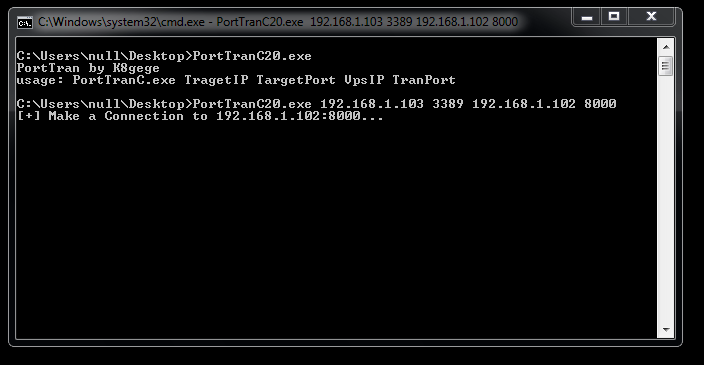 C:\Windows\system32\cmd.exe - PortTranC20.exe 192.168.1.103 3389 192.168.1.102 8000
C:\Users\null\Desktop>PortTranC20.exe
PortTran by K8gege
usage: PortTranC.exe TragetIP TargetPort VpsIP TranPort
C:\Users\null\Desktop>PortTranC20.exe 192.168.1.103 3389 192.168.1.102 8000
[+] Make a Connection to 192.168.1.102:8000...